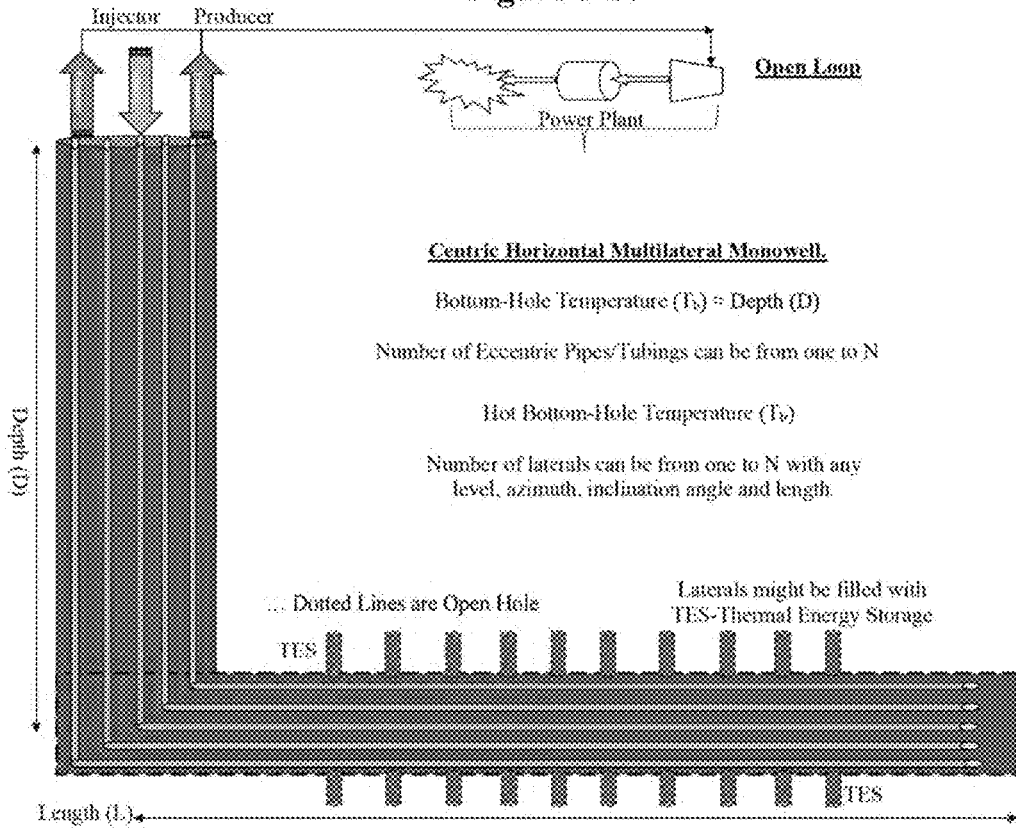 Injector Producer
Open Loop
Power Plant
Centric Horizontal Multilateral Monowell.
Bottom-Hole Temperature (Tb) = Depth (D)
Number of Eccentric Pipes/Tubings can be from one to N
Hot Bottom-Hole Temperature (Tb)
Number of laterals can be from one to N with any
level, azimuth, inclination angle and length.
Depth (D)
... Dotted Lines are Open Hole
Laterals might be filled with
TES-Thermal Energy Storage
TES
TES
Length (L)